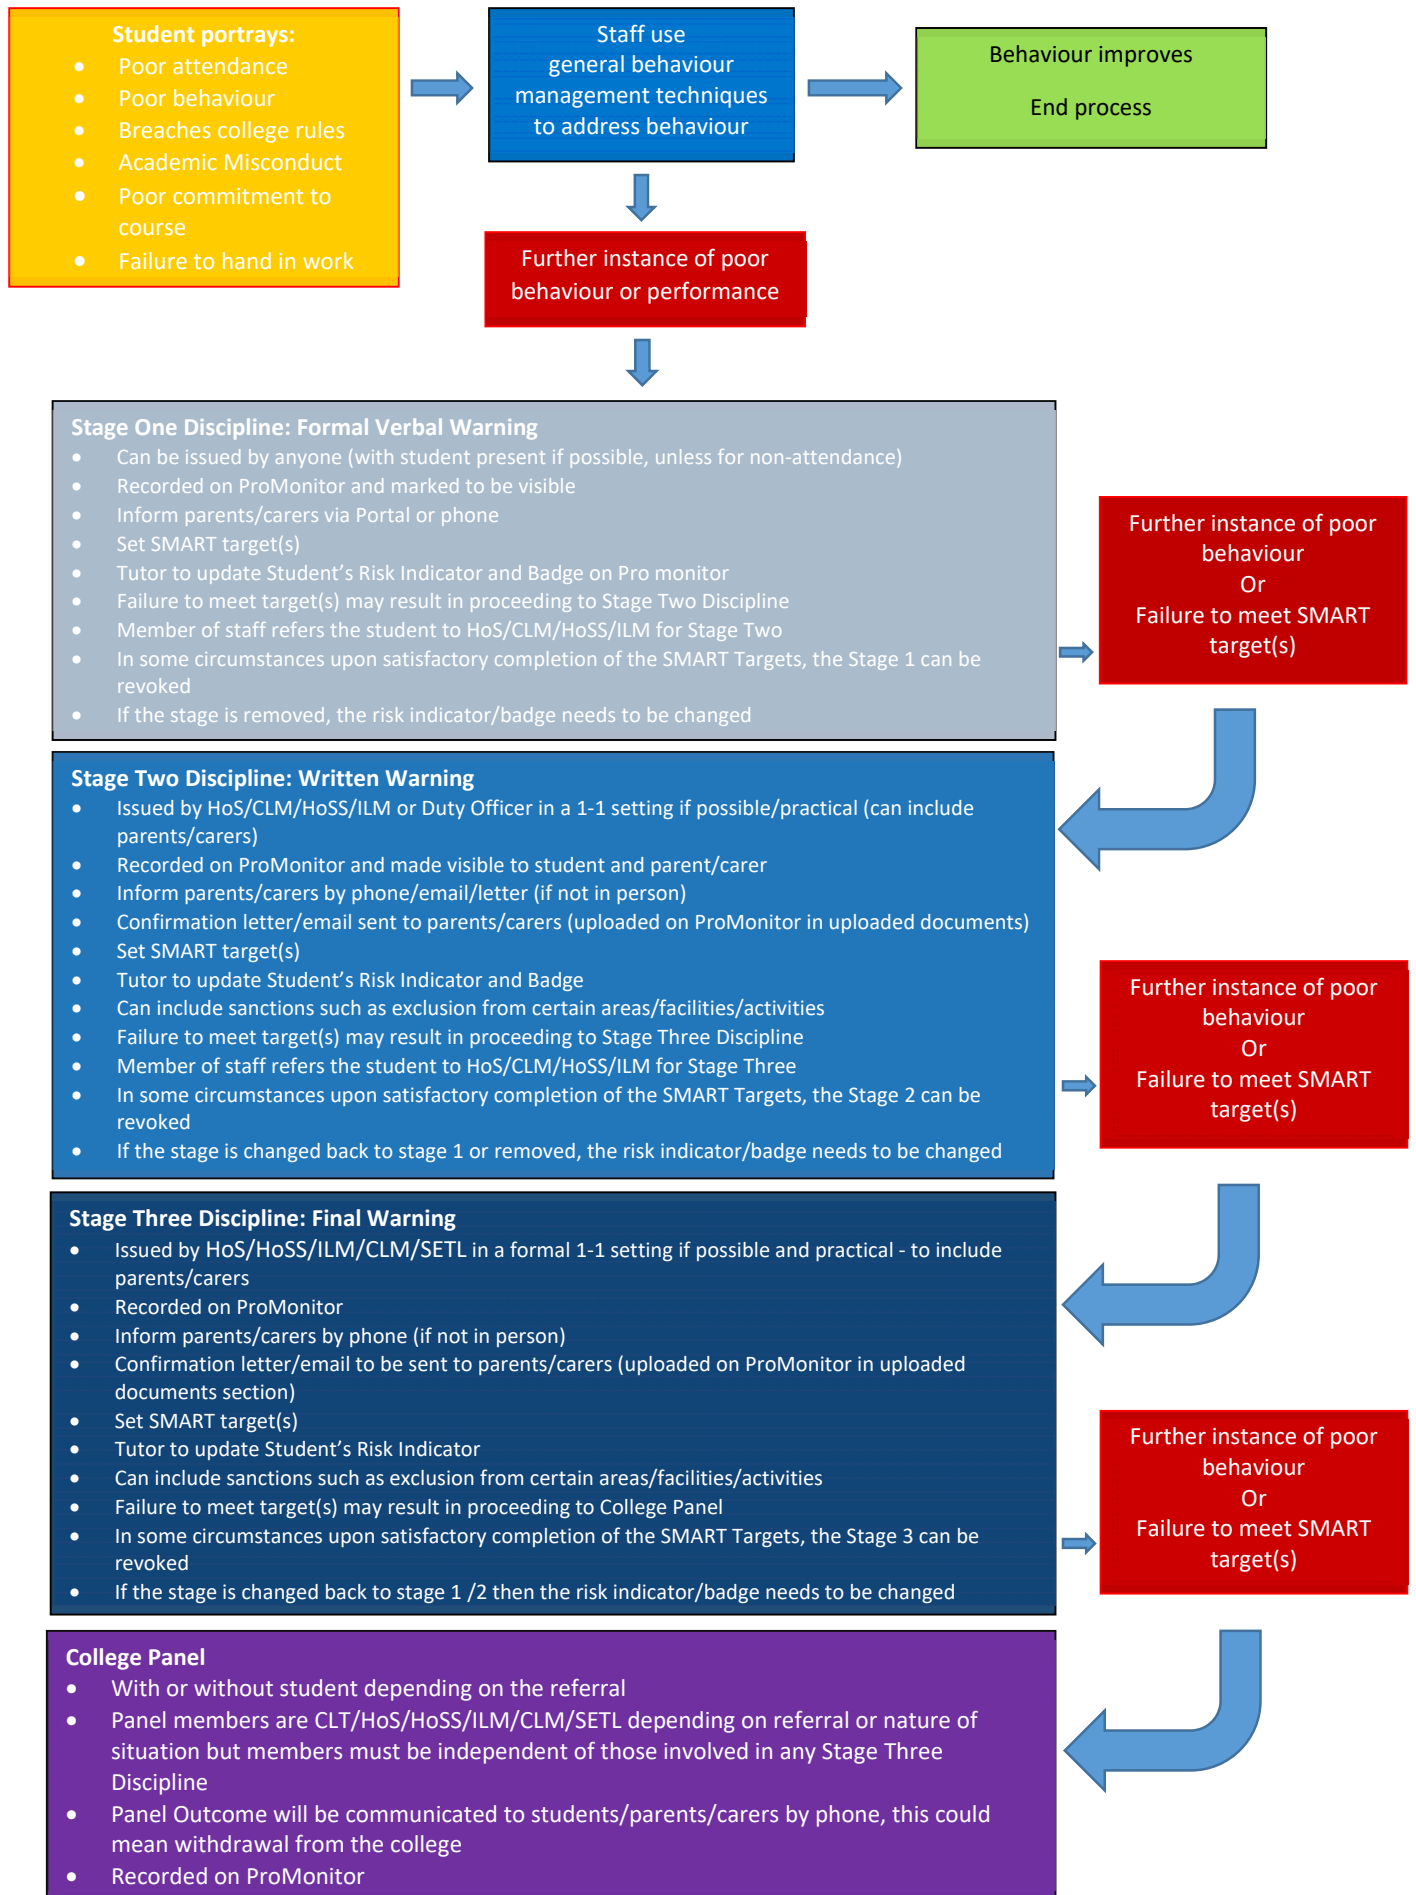 Student portrays:
• Poor attendance
• Poor behaviour
• Breaches college rules
• Academic Misconduct
• Poor commitment to
course
• Failure to hand in work
Staff use
general behaviour
management techniques
to address behaviour
Behaviour improves
End process
Further instance of poor
behaviour or performance
Stage One Discipline: Formal Verbal Warning
• Can be issued by anyone (with student present if possible, unless for non-attendance)
• Recorded on ProMonitor and marked to be visible
• Inform parents/carers via Portal or phone
• Set SMART target(s)
• Tutor to update Student’s Risk Indicator and Badge on Pro monitor
• Failure to meet target(s) may result in proceeding to Stage Two Discipline
• Member of staff refers the student to HoS/CLM/HoSS/ILM for Stage Two
• In some circumstances upon satisfactory completion of the SMART Targets, the Stage 1 can be
revoked
• If the stage is removed, the risk indicator/badge needs to be changed
Further instance of poor
behaviour
Or
Failure to meet SMART
target(s)
Stage Two Discipline: Written Warning
• Issued by HoS/CLM/HoSS/ILM or Duty Officer in a 1-1 setting if possible/practical (can include
parents/carers)
• Recorded on ProMonitor and made visible to student and parent/carer
• Inform parents/carers by phone/email/letter (if not in person)
• Confirmation letter/email sent to parents/carers (uploaded on ProMonitor in uploaded documents)
• Set SMART target(s)
• Tutor to update Student’s Risk Indicator and Badge
• Can include sanctions such as exclusion from certain areas/facilities/activities
• Failure to meet target(s) may result in proceeding to Stage Three Discipline
• Member of staff refers the student to HoS/CLM/HoSS/ILM for Stage Three
• In some circumstances upon satisfactory completion of the SMART Targets, the Stage 2 can be
revoked
• If the stage is changed back to stage 1 or removed, the risk indicator/badge needs to be changed
Further instance of poor
behaviour
Or
Failure to meet SMART
target(s)
Stage Three Discipline: Final Warning
• Issued by HoS/HoSS/ILM/CLM/SETL in a formal 1-1 setting if possible and practical - to include
parents/carers
• Recorded on ProMonitor
• Inform parents/carers by phone (if not in person)
• Confirmation letter/email to be sent to parents/carers (uploaded on ProMonitor in uploaded
documents section)
• Set SMART target(s)
• Tutor to update Student’s Risk Indicator
• Can include sanctions such as exclusion from certain areas/facilities/activities
• Failure to meet target(s) may result in proceeding to College Panel
• In some circumstances upon satisfactory completion of the SMART Targets, the Stage 3 can be
revoked
• If the stage is changed back to stage 1 /2 then the risk indicator/badge needs to be changed
Further instance of poor
behaviour
Or
Failure to meet SMART
target(s)
College Panel
• With or without student depending on the referral
• Panel members are CLT/HoS/HoSS/ILM/CLM/SETL depending on referral or nature of
situation but members must be independent of those involved in any Stage Three
Discipline
• Panel Outcome will be communicated to students/parents/carers by phone, this could
mean withdrawal from the college
• Recorded on ProMonitor